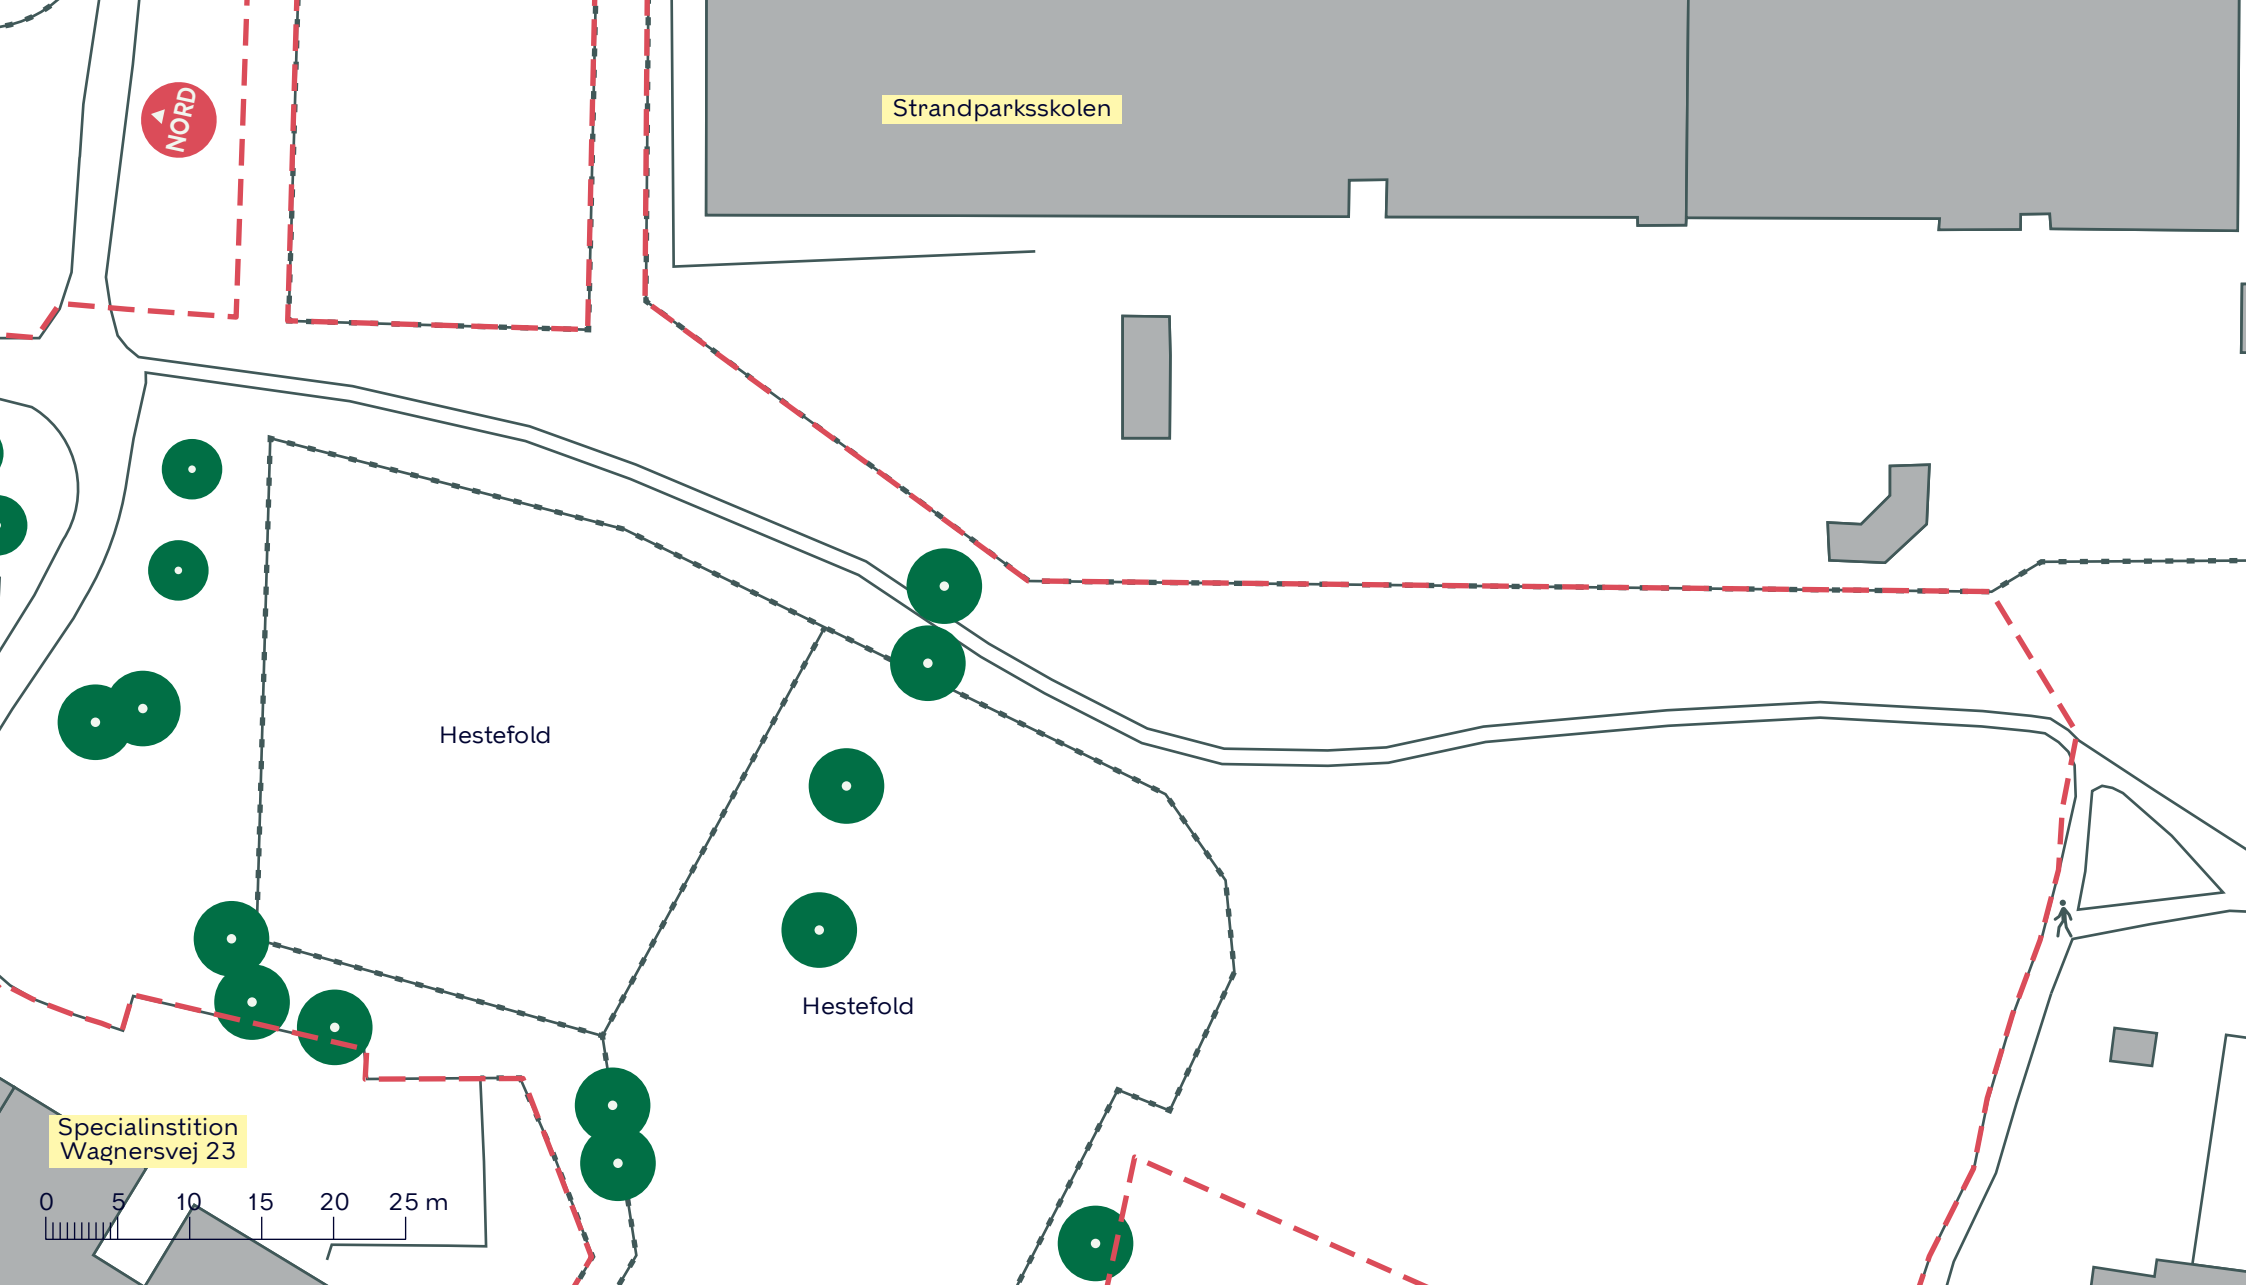 NORD
Strandparksskolen
Hestefold
Hestefold
Specialinstition
Wagnersvej 23
0 5 10 15 20 25 m